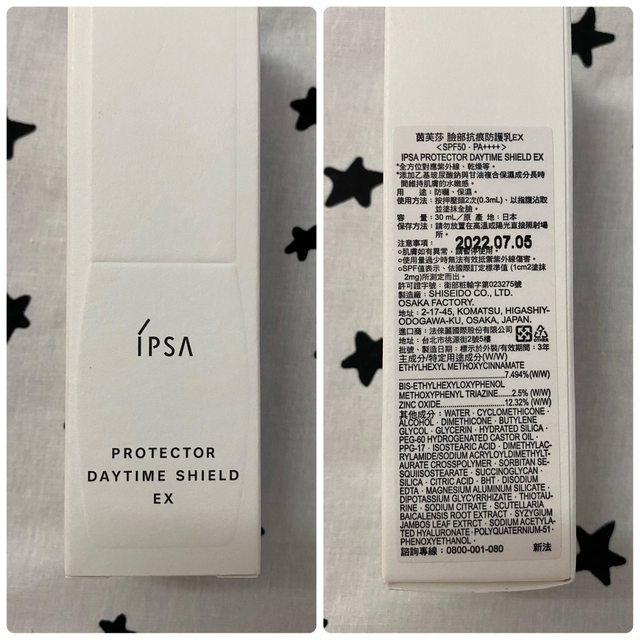 ÍPSA
PROTECTOR
DAYTIME SHIELD
EX
茵芙莎 臉部抗痕防護乳EX
<SPF50・PA++++>
IPSA PROTECTOR DAYTIME SHIELD EX
*全方位對應紫外線、乾燥等。
*添加乙基玻尿酸鈉與甘油複合保濕成分長時
間維持肌膚的水嫩感。
用 途：防曬、保濕。
使用方法：按押壓頭2次(0.3mL)、以指腹沾取
並塗抹全臉。
容 量：30 mL／原 產 地：日本
保存方法：請勿放置在高溫或陽光直接照射場
所。
注意事項：
2022.07.05
○肌膚如有異常，請暫停使用。
○使用量過少時無法有效抵禦紫外線傷害。
○SPF值表示、依國際訂定標準值 (1cm2塗抹
2mg)所測定而出。
許可證字號：衛部粧輸字第023275號
製造廠：SHISEIDO CO., LTD.
OSAKA FACTORY.
地址：2-17-45, KOMATSU, HIGASHIY-
ODOGAWA-KU, OSAKA, JAPAN.
進口商：法倈麗國際股份有限公司
地址：台北市桃源街2號5樓
批號、製造日期：標示於外裝/有效期間：3年
主成分/特定用途成分(W/W)
ETHYLHEXYL METHOXYCINNAMATE
7.494%(W/W)
BIS-ETHYLHEXYLOXYPHENOL
METHOXYPHENYL TRIAZINE.....2.5% (W/W)
ZINC OXIDE..........................12.32% (W/W)
其他成分：WATER・CYCLOMETHICONE・
ALCOHOL・DIMETHICONE・BUTYLENE
GLYCOL・GLYCERIN・HYDRATED SILICA・
PEG-60 HYDROGENATED CASTOR OIL・
PPG-17・ISOSTEARIC ACID・DIMETHYLAC-
RYLAMIDE/SODIUM ACRYLOYLDIMETHYLT-
AURATE CROSSPOLYMER・SORBITAN SE-
SQUIISOSTEARATE・SUCCINOGLYCAN・
SILICA・CITRIC ACID・BHT・DISODIUM
EDTA・MAGNESIUM ALUMINUM SILICATE・
DIPOTASSIUM GLYCYRRHIZATE・THIOTAU-
RINE・SODIUM CITRATE・SCUTELLARIA
BAICALENSIS ROOT EXTRACT・SYZYGIUM
JAMBOS LEAF EXTRCT・SODIUM ACETYLA-
TED HYALURONATE・POLYQUATERNIUM-51・
PHENOXYETHANOL・
諮詢專線：0800-001-080 新法